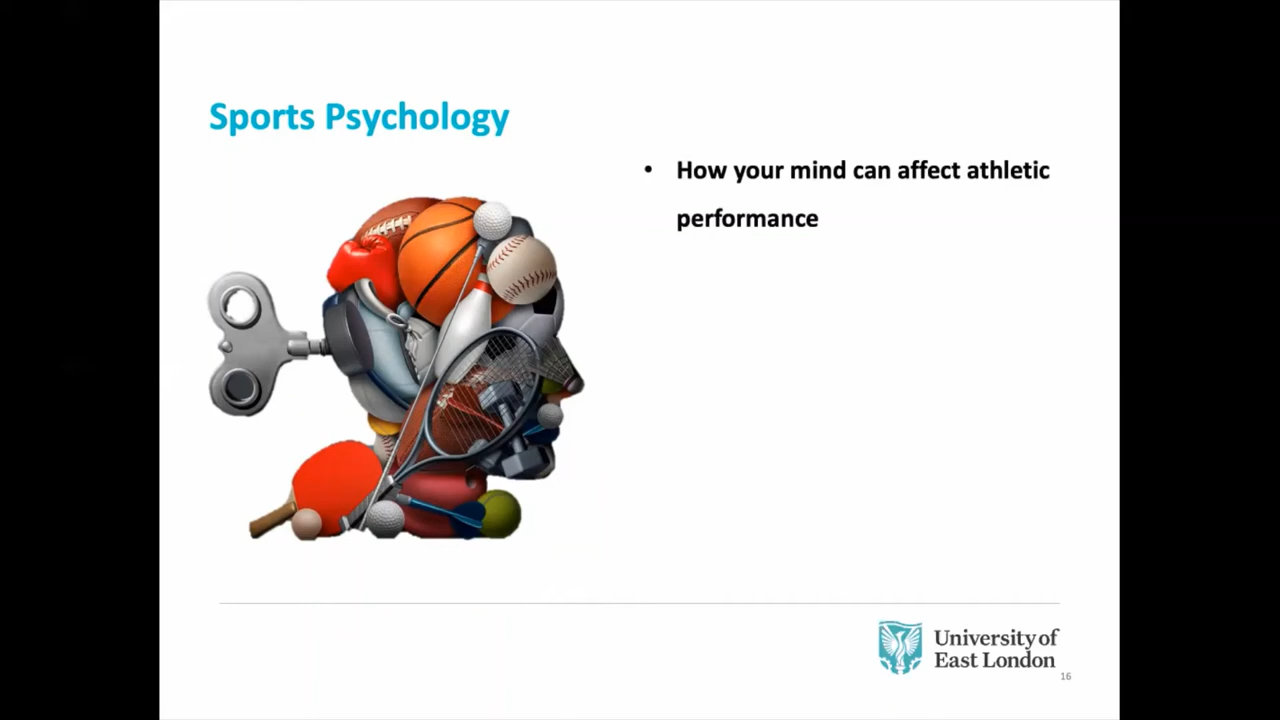 Sports Psychology
• How your mind can affect athletic
performance
University of
East London
16